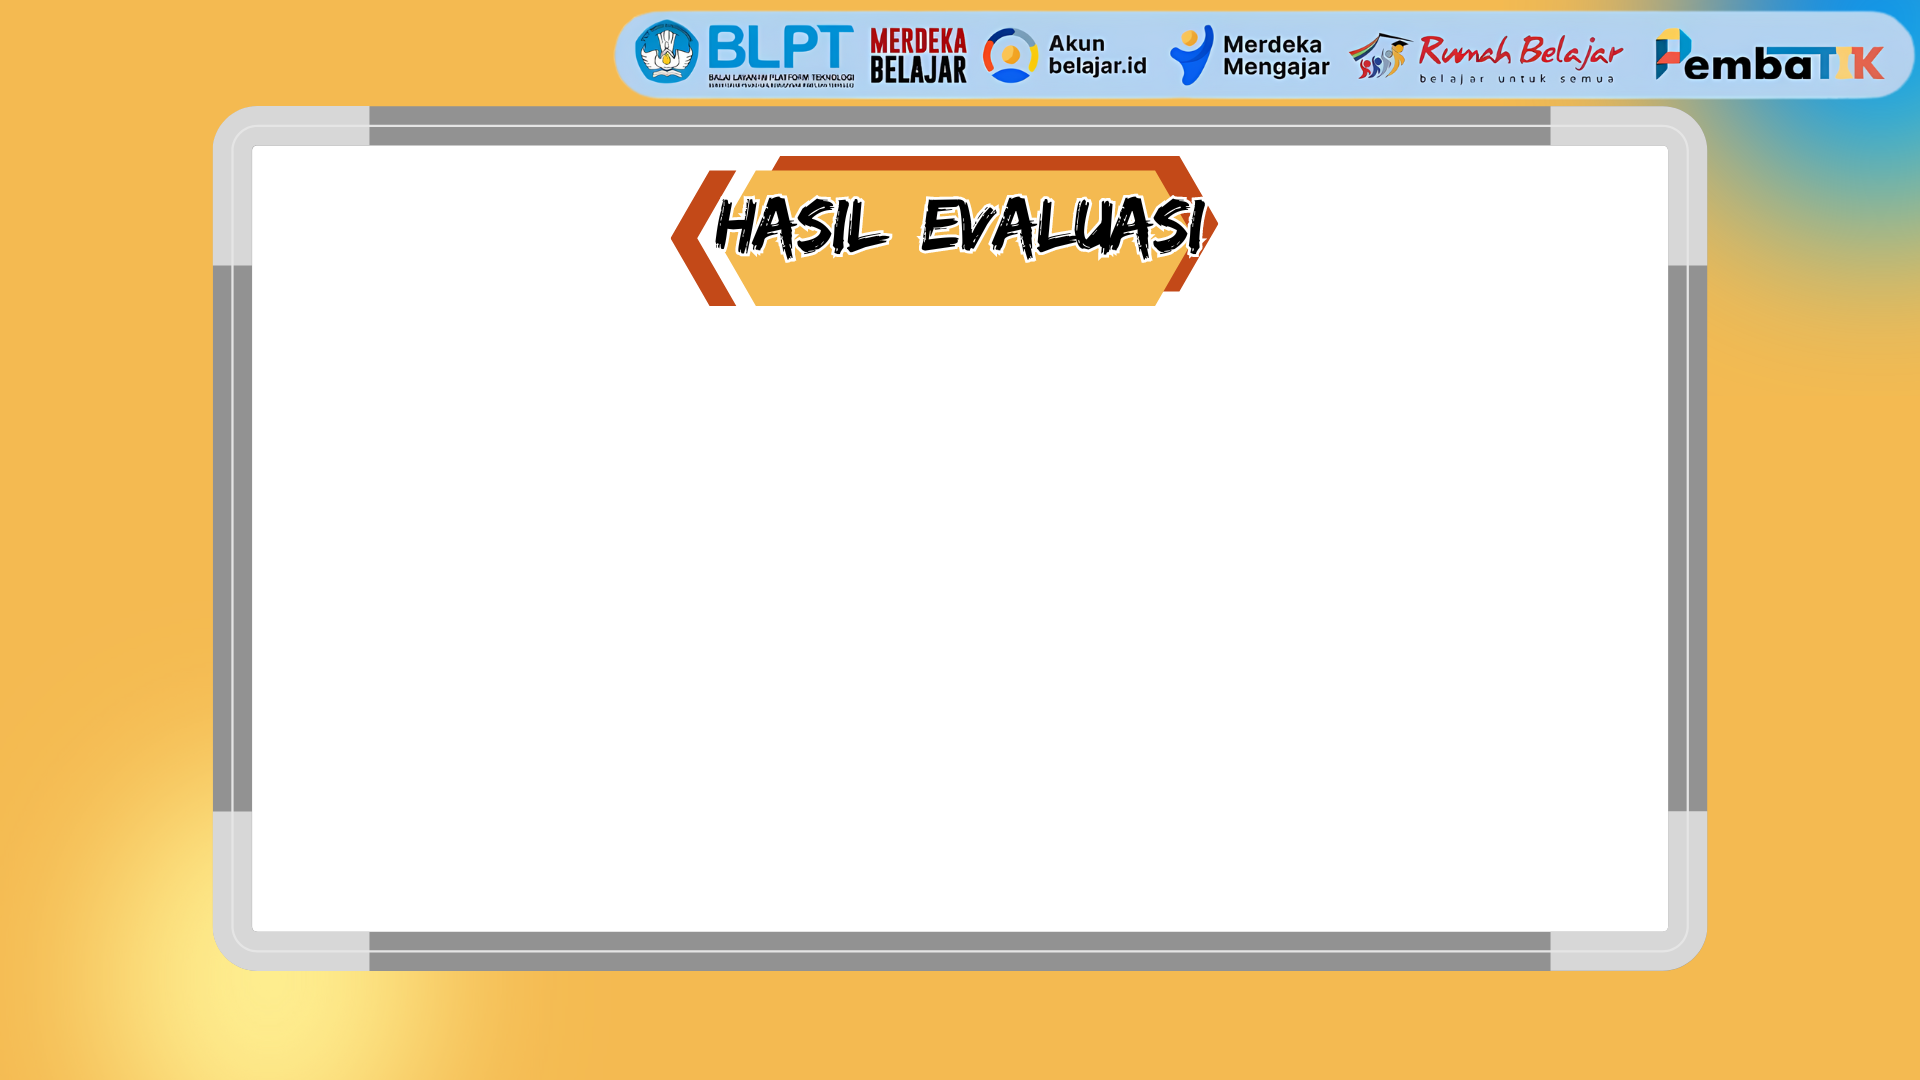 BLPT
BALAI LAYANAN PLATFORM TEKNOLOGI
MERDEKA
BELAJAR
Akun
belajar.id
Merdeka
Mengajar
Rumah Belajar
belajar untuk semua
PembaTIK
HASIL EVALUASI